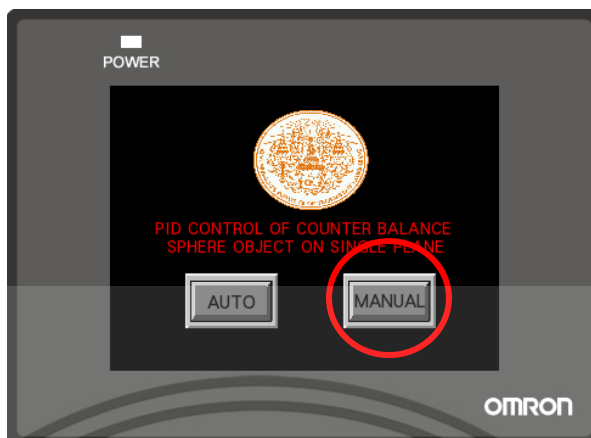 POWER
PID CONTROL OF COUNTER BALANCE
SPHERE OBJECT ON SINGLE PLANE
AUTO
MANUAL
OMRON